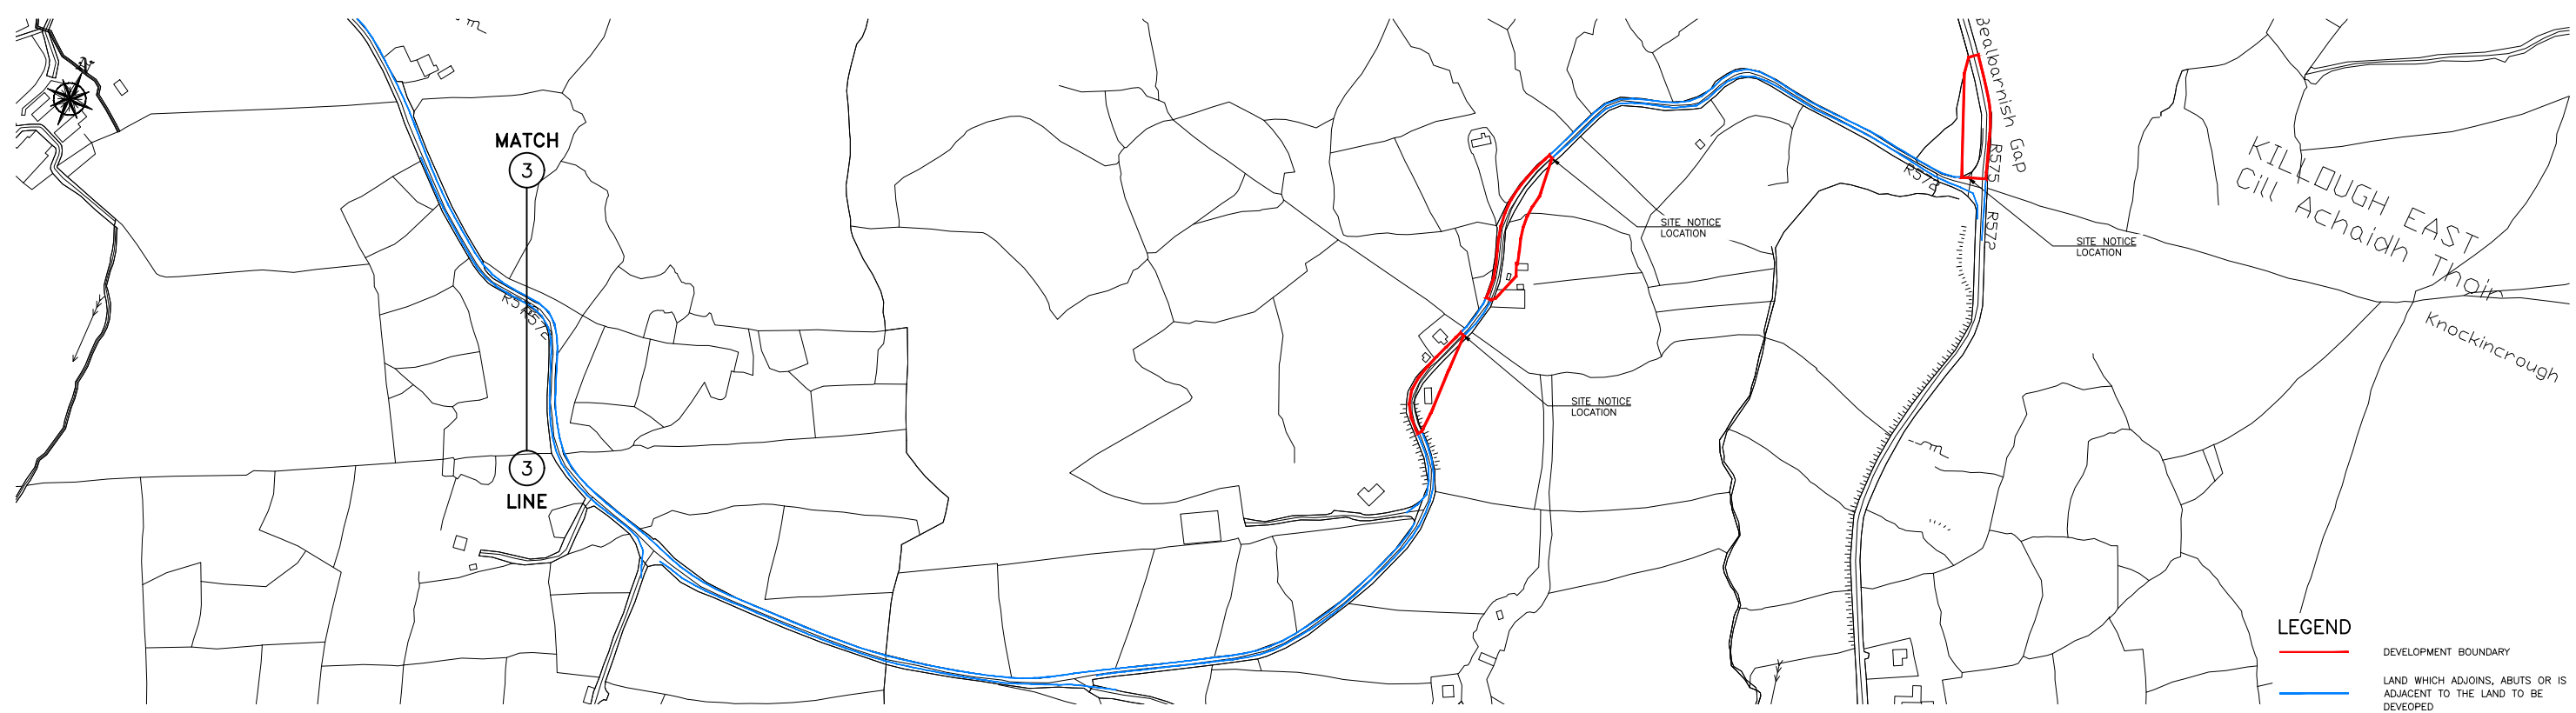 N
MATCH
3
3
LINE
R572
SITE NOTICE
LOCATION
SITE NOTICE
LOCATION
SITE NOTICE
LOCATION
R572
R575
R572
Bealbarnish Gap
KILLOUGH EAST
Cill Achaidh Thoir
Knockincrough
LEGEND
DEVELOPMENT BOUNDARY
LAND WHICH ADJOINS, ABUTS OR IS
ADJACENT TO THE LAND TO BE
DEVEOPED